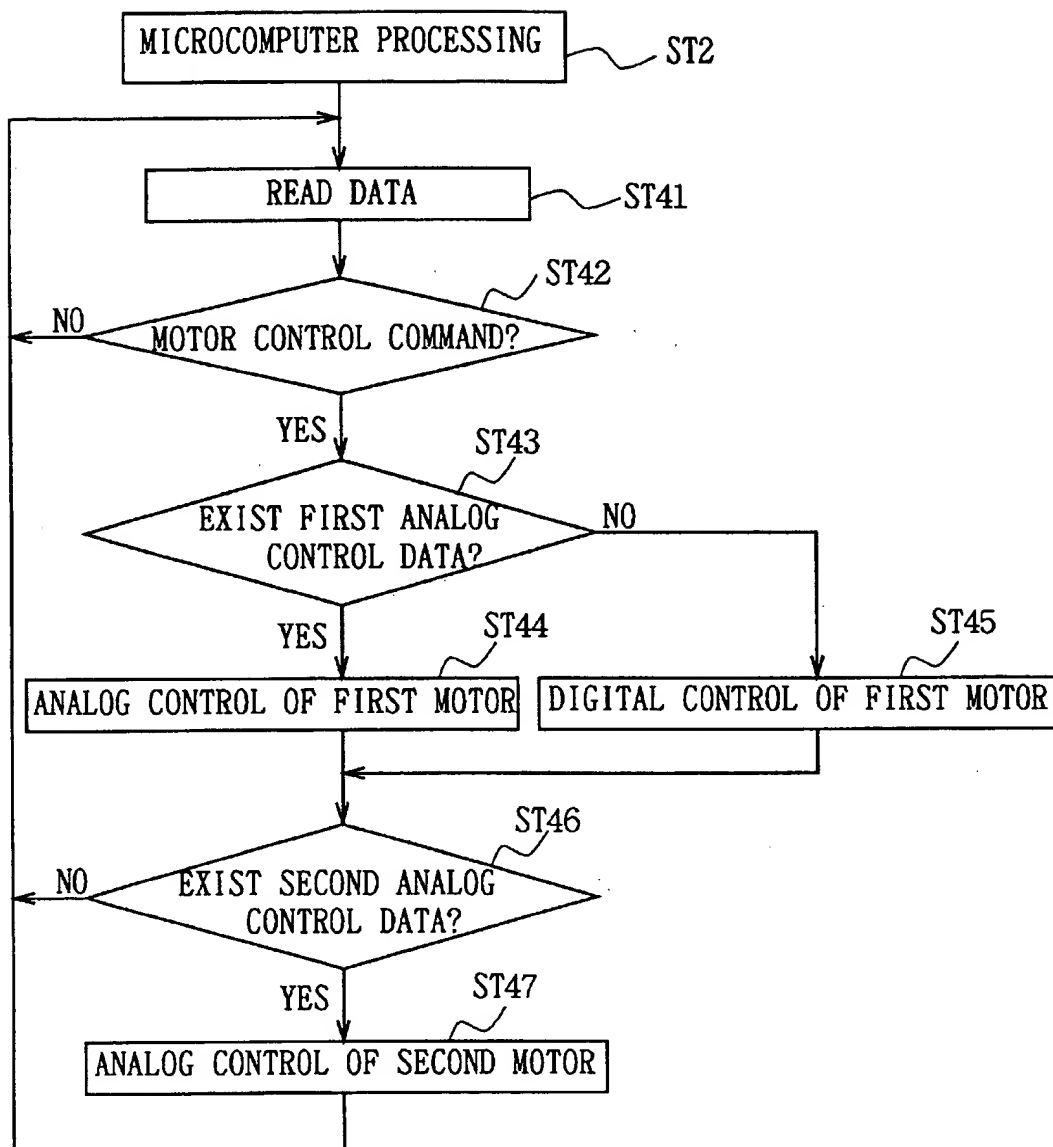 MICROCOMPUTER PROCESSING
ST2
READ DATA
ST41
ST42
NO
MOTOR CONTROL COMMAND?
YES
ST43
EXIST FIRST ANALOG
CONTROL DATA?
NO
YES
ST44
ST45
ANALOG CONTROL OF FIRST MOTOR
DIGITAL CONTROL OF FIRST MOTOR
ST46
NO
EXIST SECOND ANALOG
CONTROL DATA?
YES
ST47
ANALOG CONTROL OF SECOND MOTOR